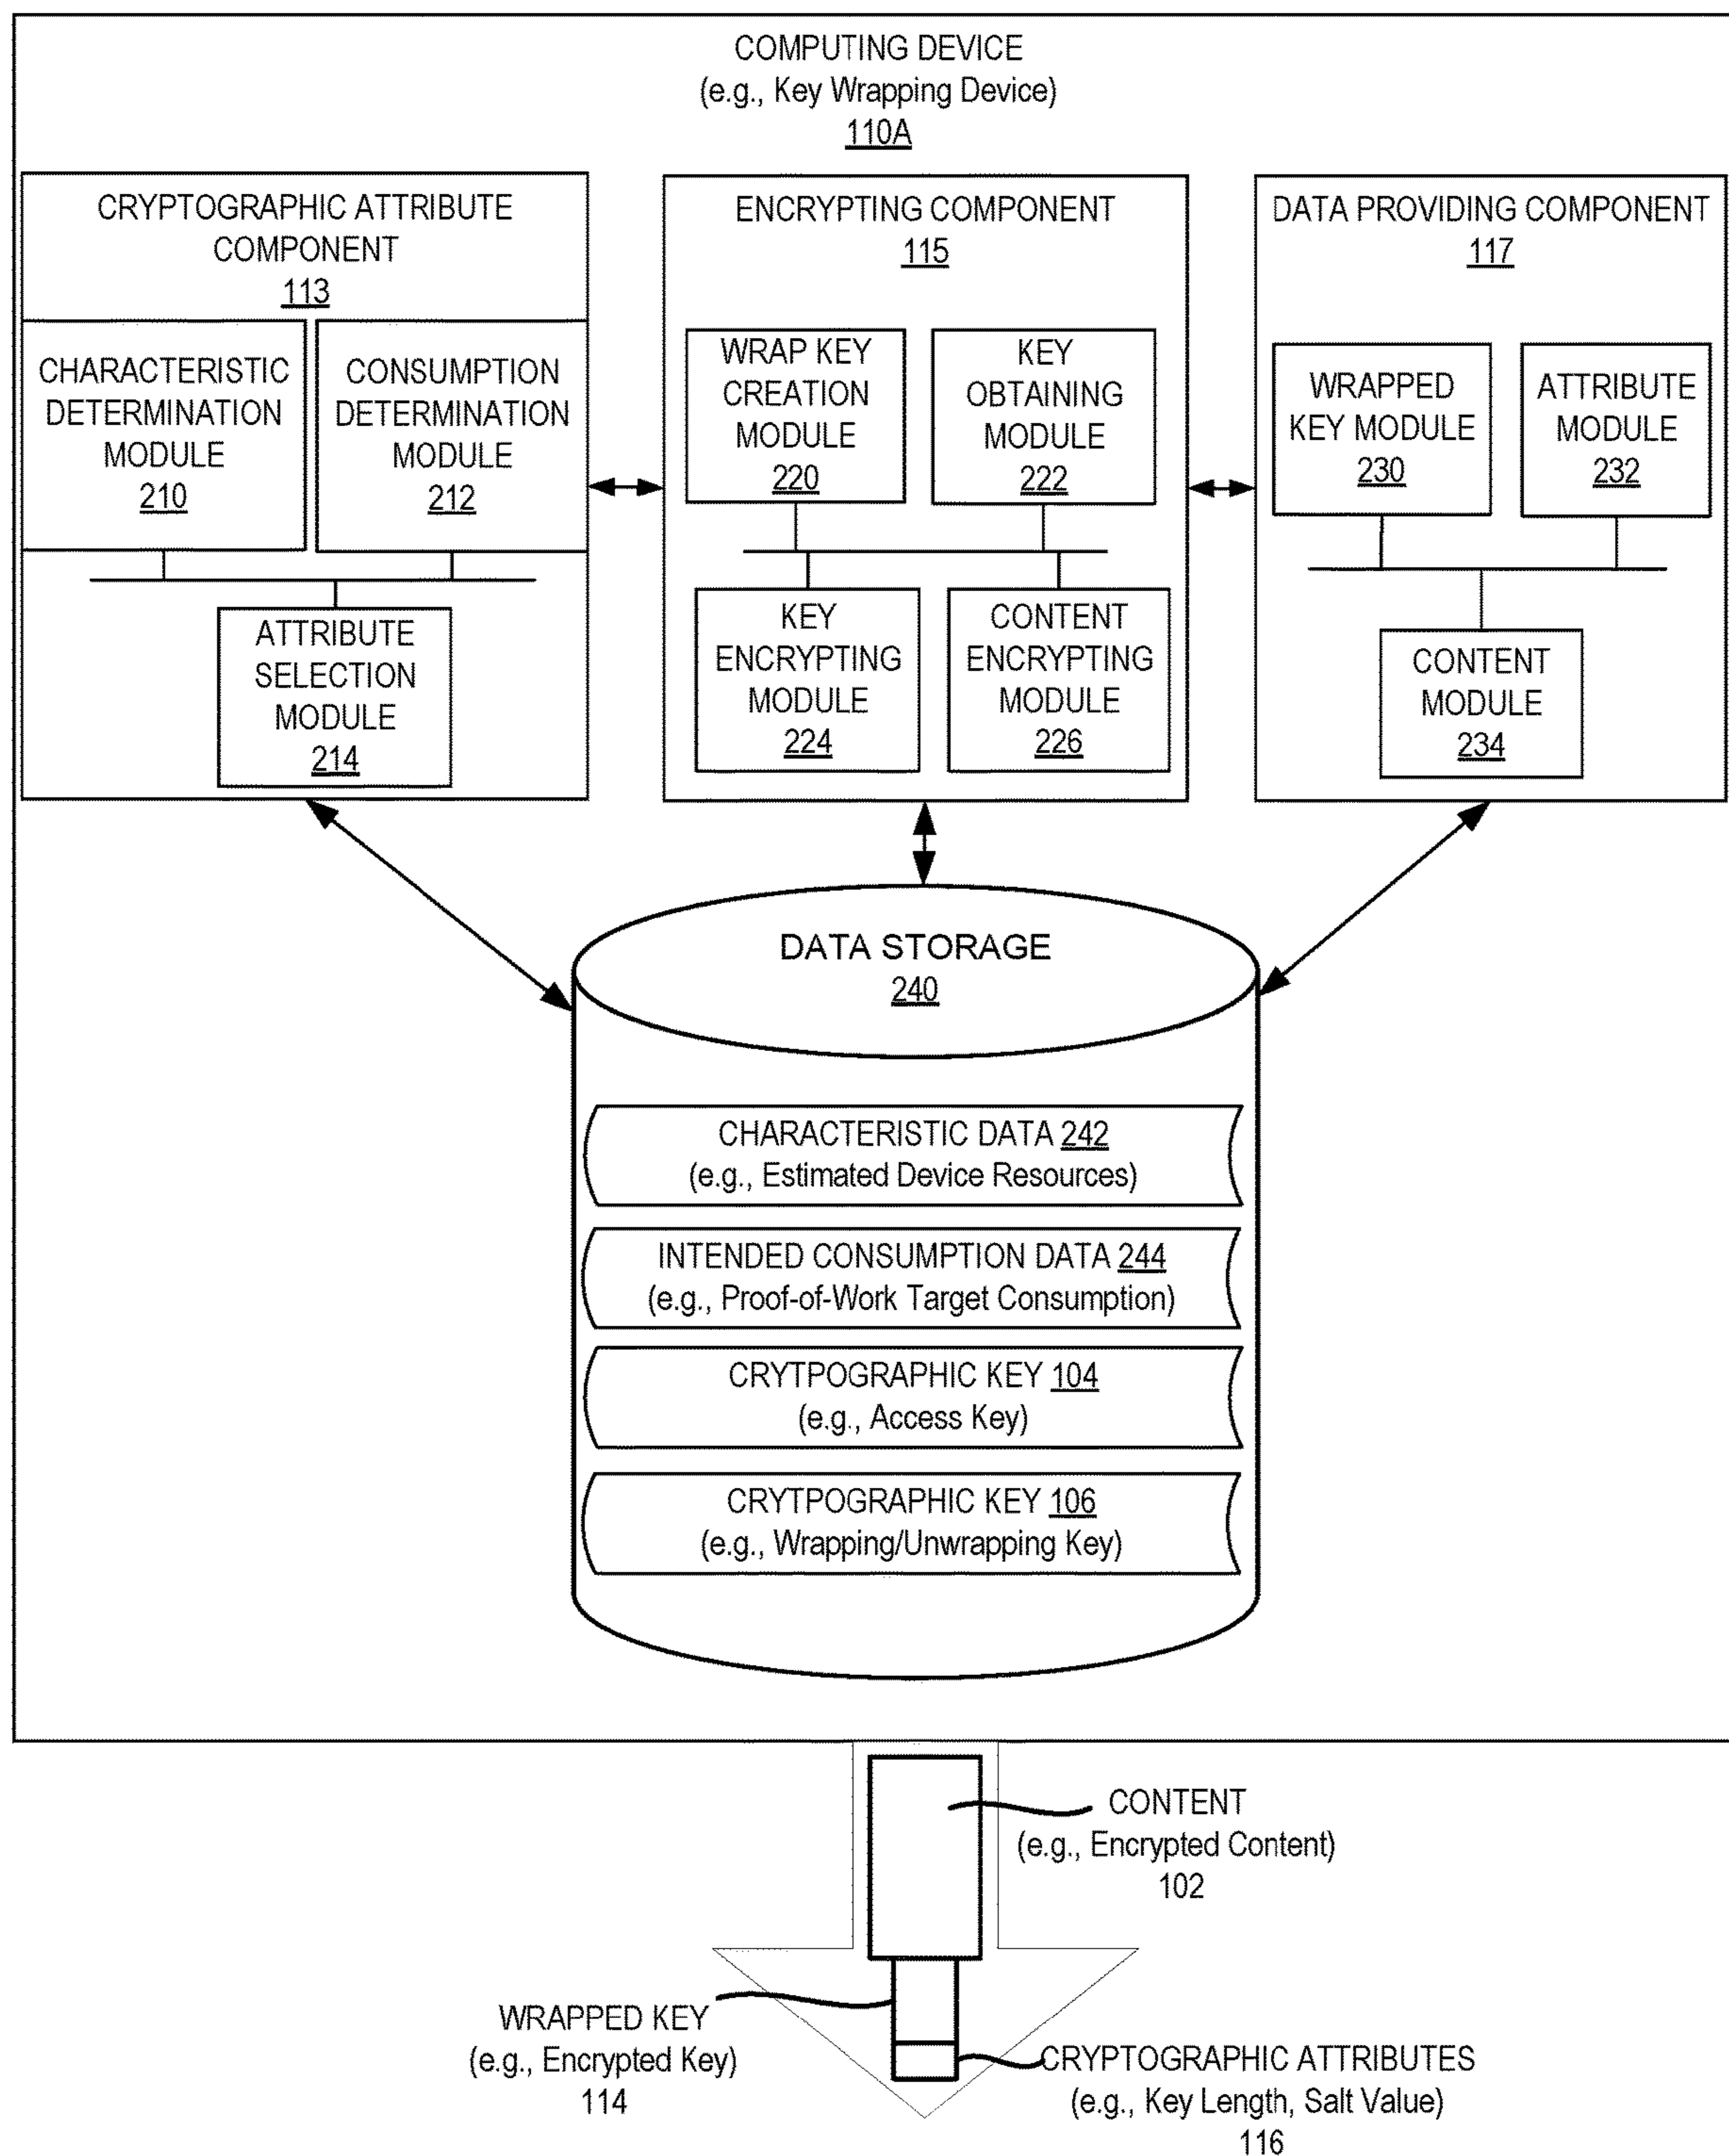 COMPUTING DEVICE
(e.g., Key Wrapping Device)
110A
CRYPTOGRAPHIC ATTRIBUTE
COMPONENT
113
CHARACTERISTIC
DETERMINATION
MODULE
210
CONSUMPTION
DETERMINATION
MODULE
212
ATTRIBUTE
SELECTION
MODULE
214
ENCRYPTING COMPONENT
115
WRAP KEY
CREATION
MODULE
220
KEY
OBTAINING
MODULE
222
KEY
ENCRYPTING
MODULE
224
CONTENT
ENCRYPTING
MODULE
226
DATA PROVIDING COMPONENT
117
WRAPPED
KEY MODULE
230
ATTRIBUTE
MODULE
232
CONTENT
MODULE
234
DATA STORAGE
240
CHARACTERISTIC DATA 242
(e.g., Estimated Device Resources)
INTENDED CONSUMPTION DATA 244
(e.g., Proof-of-Work Target Consumption)
CRYTPOGRAPHIC KEY 104
(e.g., Access Key)
CRYTPOGRAPHIC KEY 106
(e.g., Wrapping/Unwrapping Key)
CONTENT
(e.g., Encrypted Content)
102
WRAPPED KEY
(e.g., Encrypted Key)
114
CRYPTOGRAPHIC ATTRIBUTES
(e.g., Key Length, Salt Value)
116